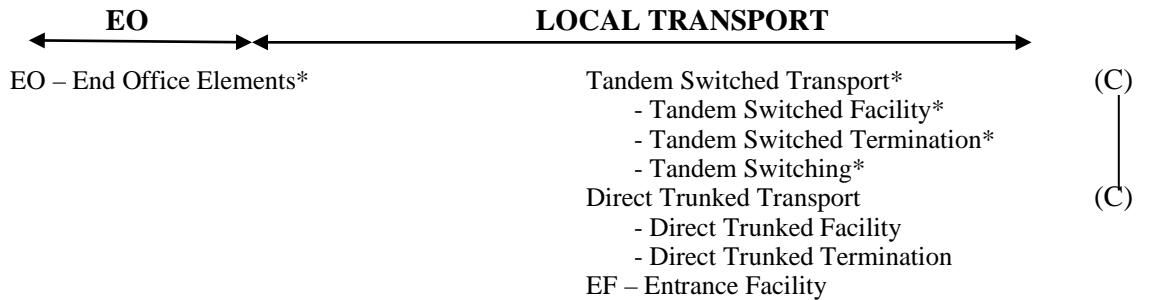 EO LOCAL TRANSPORT
EO – End Office Elements* Tandem Switched Transport* (C)
- Tandem Switched Facility*
- Tandem Switched Termination*
- Tandem Switching*
Direct Trunked Transport (C)
- Direct Trunked Facility
- Direct Trunked Termination
EF – Entrance Facility